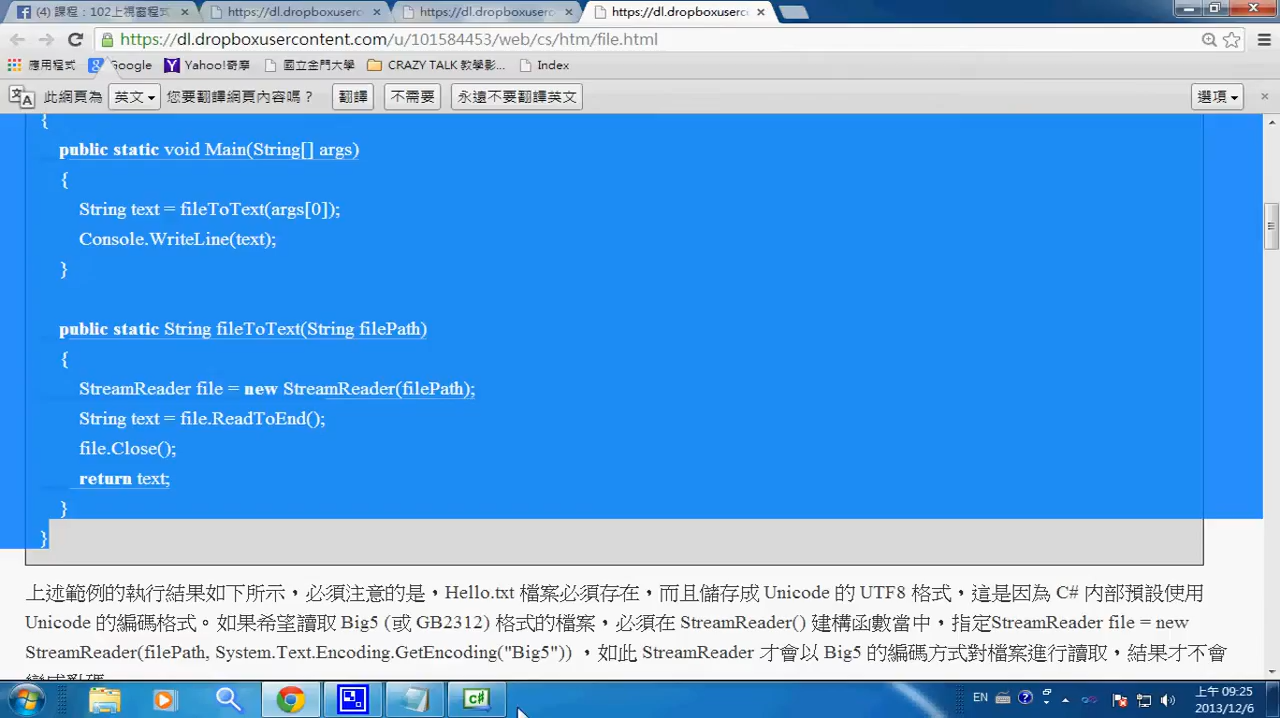 (4) 課程：102上視窗程式
https://dl.dropboxuserc
https://dl.dropboxuserc
https://dl.dropboxuserc
https://dl.dropboxusercontent.com/u/101584453/web/cs/htm/file.html
應用程式
Google
Yahoo!奇摩
國立金門大學
CRAZY TALK 教學影...
Index
此網頁為 英文 您要翻譯網頁內容嗎？ 翻譯 不需要 永遠不要翻譯英文 選項
{
public static void Main(String[] args)
{
String text = fileToText(args[0]);
Console.WriteLine(text);
}
public static String fileToText(String filePath)
{
StreamReader file = new StreamReader(filePath);
String text = file.ReadToEnd();
file.Close();
return text;
}
}
上述範例的執行結果如下所示，必須注意的是，Hello.txt 檔案必須存在，而且儲存成 Unicode 的 UTF8 格式，這是因為 C# 內部預設使用
Unicode 的編碼格式。如果希望讀取 Big5 (或 GB2312) 格式的檔案，必須在 StreamReader() 建構函數當中，指定StreamReader file = new
StreamReader(filePath, System.Text.Encoding.GetEncoding("Big5")) ，如此 StreamReader 才會以 Big5 的編碼方式對檔案進行讀取，結果才不會
C#
EN
上午 09:25
2013/12/6